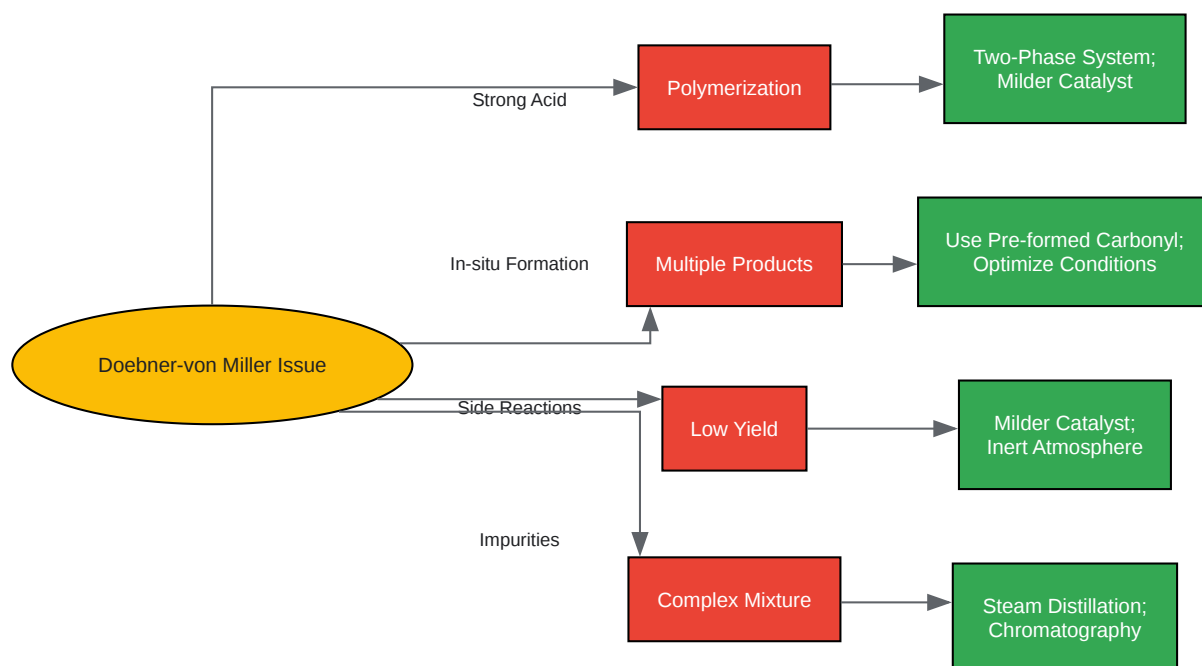 Two-Phase System;
Milder Catalyst
Polymerization
Strong Acid
Use Pre-formed Carbonyl;
Optimize Conditions
In-situ Formation
Multiple Products
Doebner-von Miller Issue
Side Reactions
Low Yield
Milder Catalyst;
Inert Atmosphere
Impurities
Complex Mixture
Steam Distillation;
Chromatography